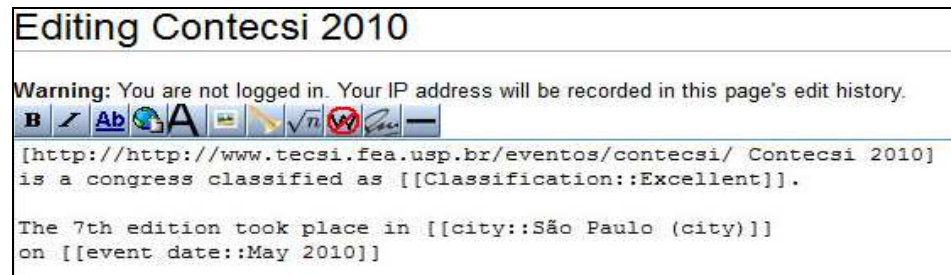 Editing Contecsi 2010
Warning: You are not logged in. Your IP address will be recorded in this page's edit history.
B I Ab A √n W
[http://http://www.tecsi.fea.usp.br/eventos/contecsi/ Contecsi 2010]
is a congress classified as [[Classification::Excellent]].
The 7th edition took place in [[city::São Paulo (city)]]
on [[event date::May 2010]]